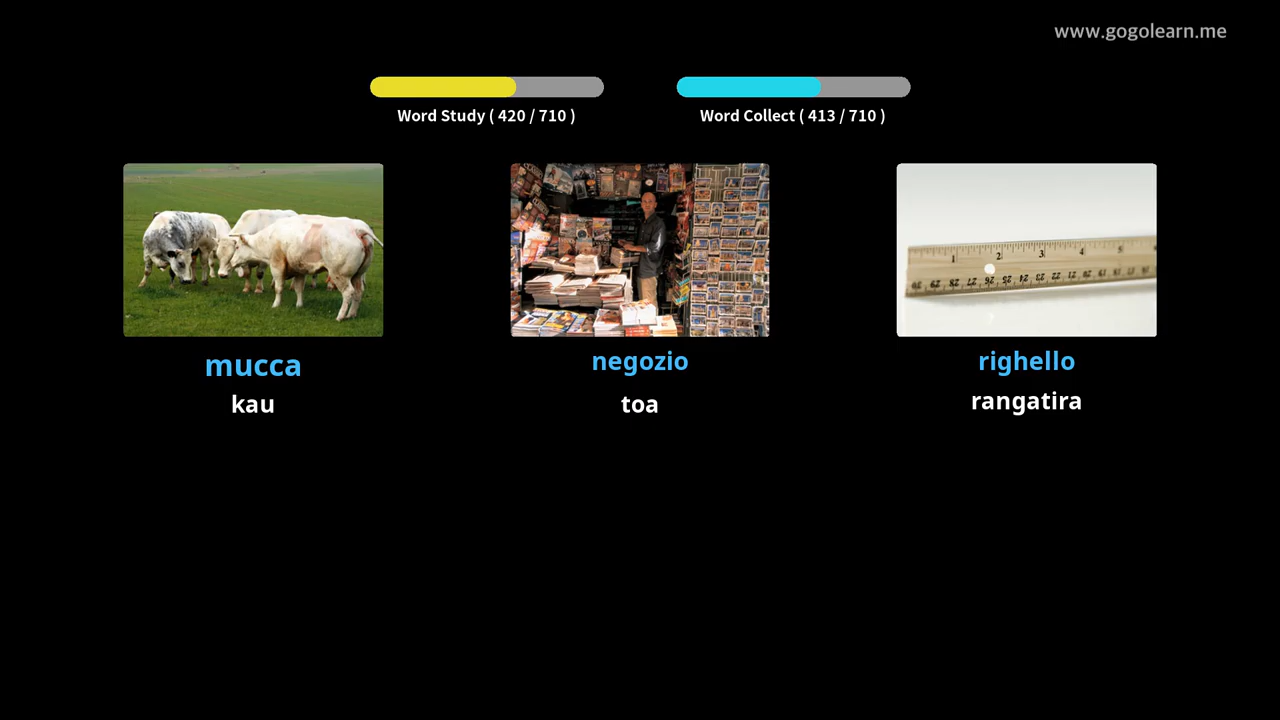 www.gogolearn.me
Word Study ( 420 / 710 )
Word Collect ( 413 / 710 )
mucca
kau
negozio
toa
righello
rangatira